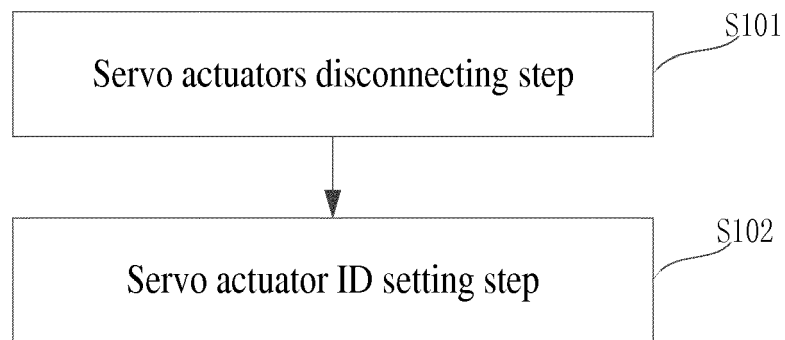 S101
Servo actuators disconnecting step
S102
Servo actuator ID setting step